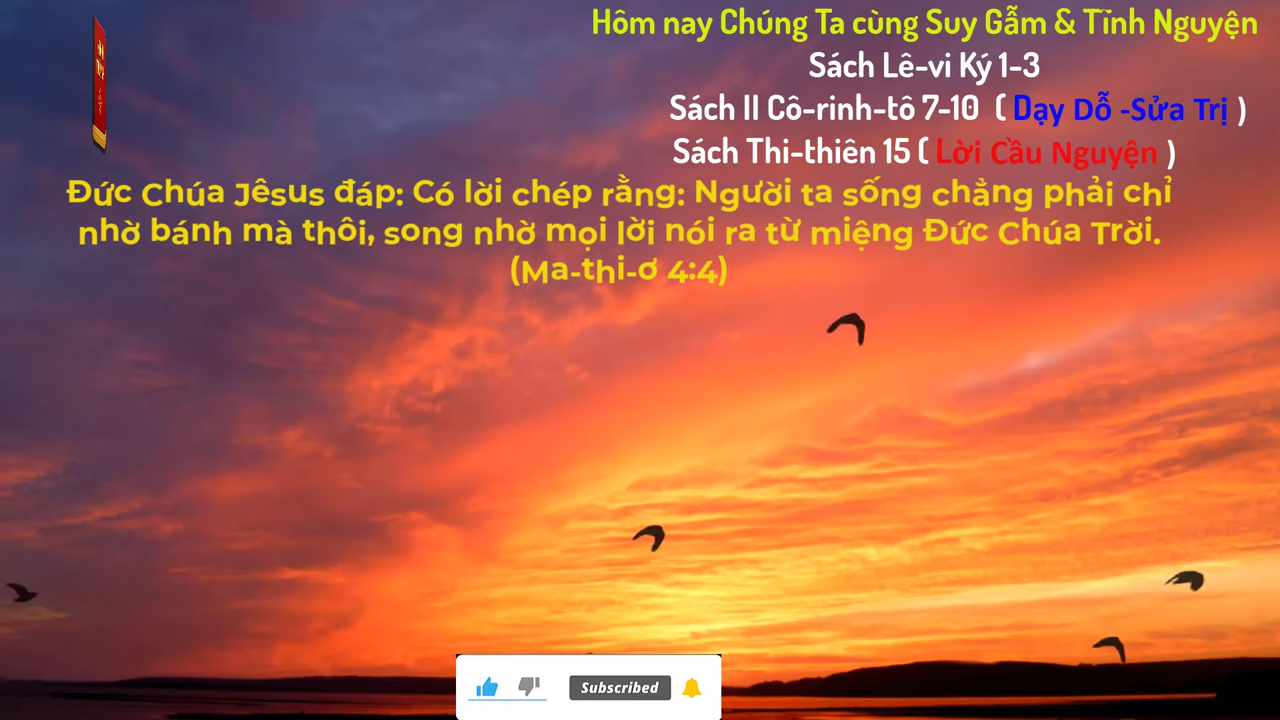 Hôm nay Chúng Ta cùng Suy Gẫm & Tĩnh Nguyện
Sách Lê-vi Ký 1-3
Sách II Cô-rinh-tô 7-10 ( Dạy Dỗ -Sửa Trị )
Sách Thi-thiên 15 ( Lời Cầu Nguyện )
Đức Chúa Jêsus đáp: Có lời chép rằng: Người ta sống chẳng phải chỉ
nhờ bánh mà thôi, song nhờ mọi lời nói ra từ miệng Đức Chúa Trời.
(Ma-thi-ơ 4:4)
Subscribed